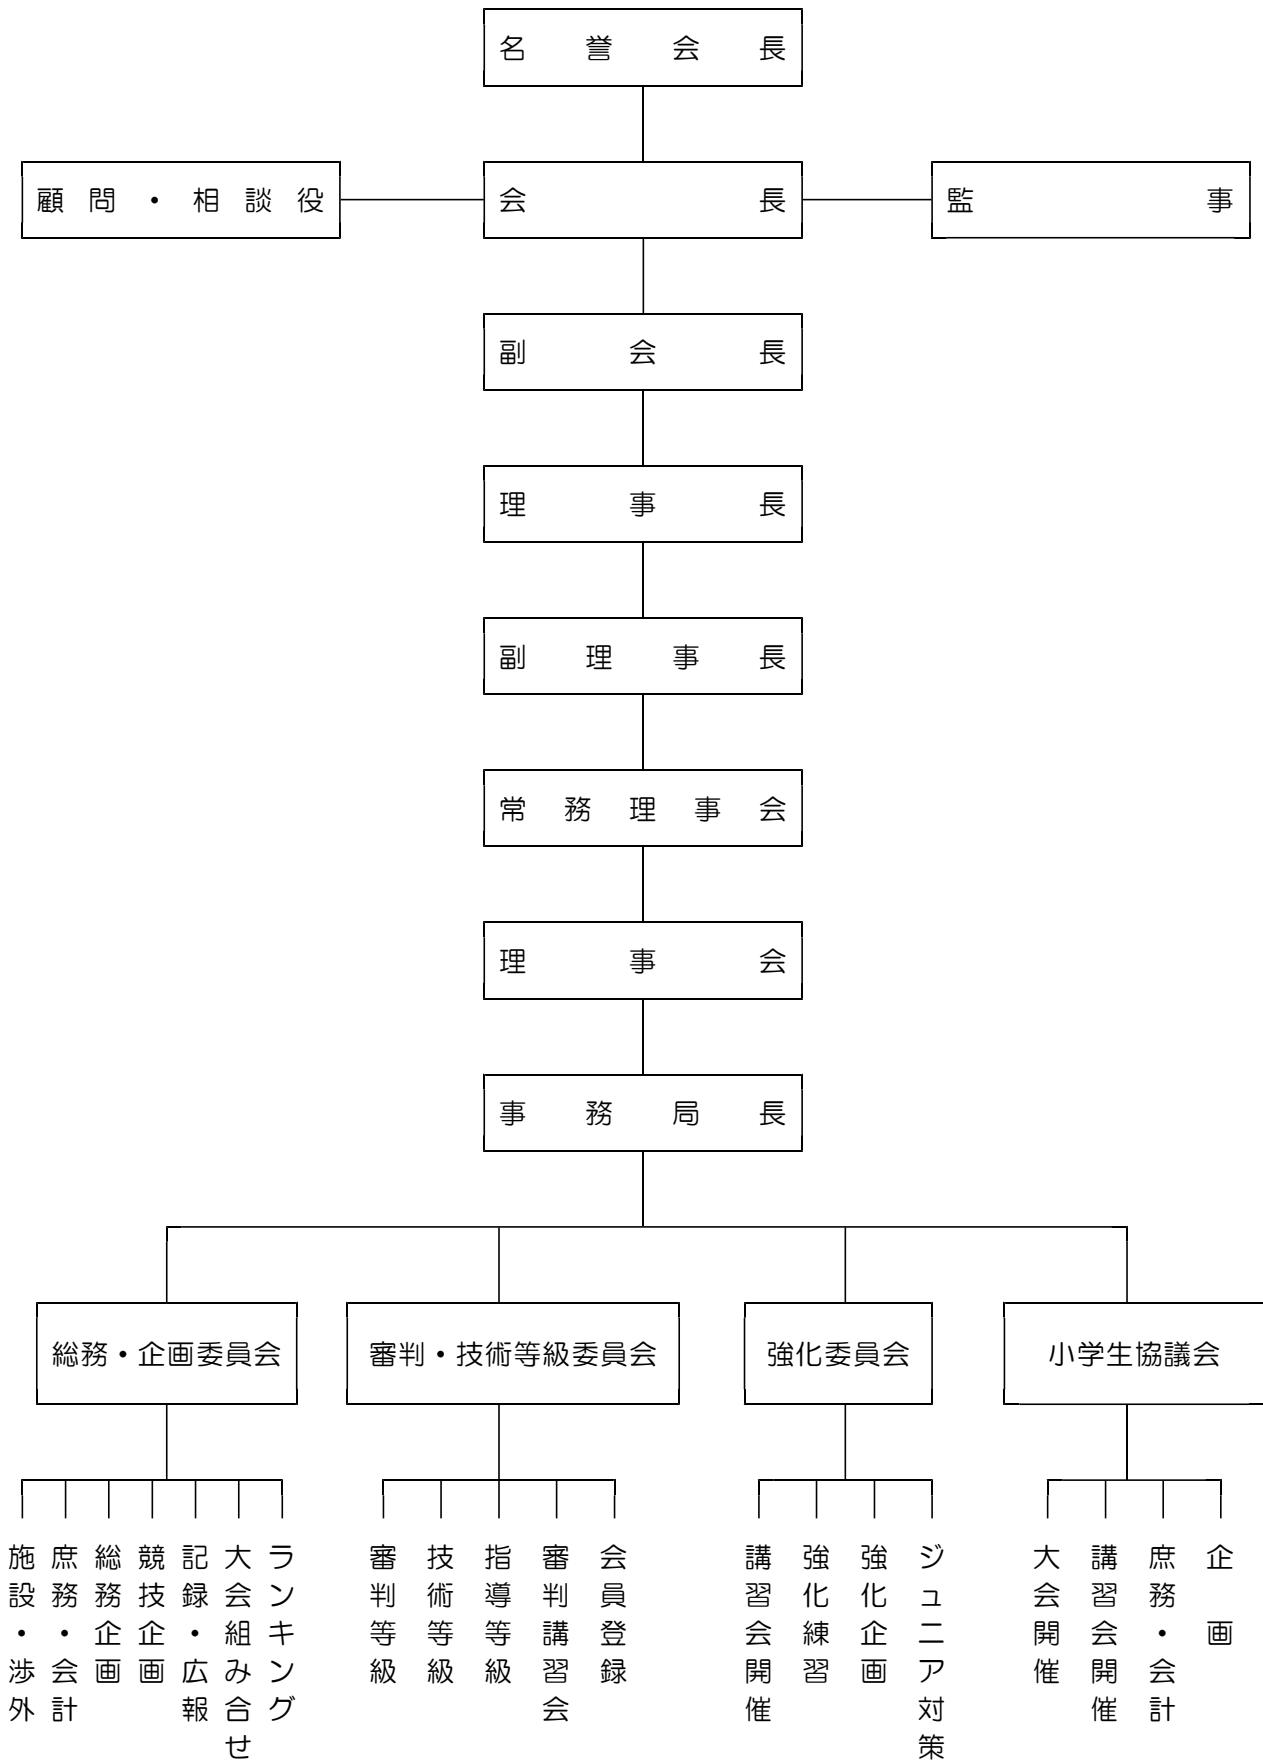 名誉会長
顧問・相談役
会長
監事
副会長
理事長
副理事長
常務理事会
理事会
事務局長
総務・企画委員会
審判・技術等級委員会
強化委員会
小学生協議会
施設・渉外
庶務・会計
総務企画
競技企画
記録・広報
大会組み合せ
ランキング
審判等級
技術等級
指導等級
審判講習会
会員登録
講習会開催
強化練習
強化企画
ジュニア対策
大会開催
講習会開催
庶務・会計
企画